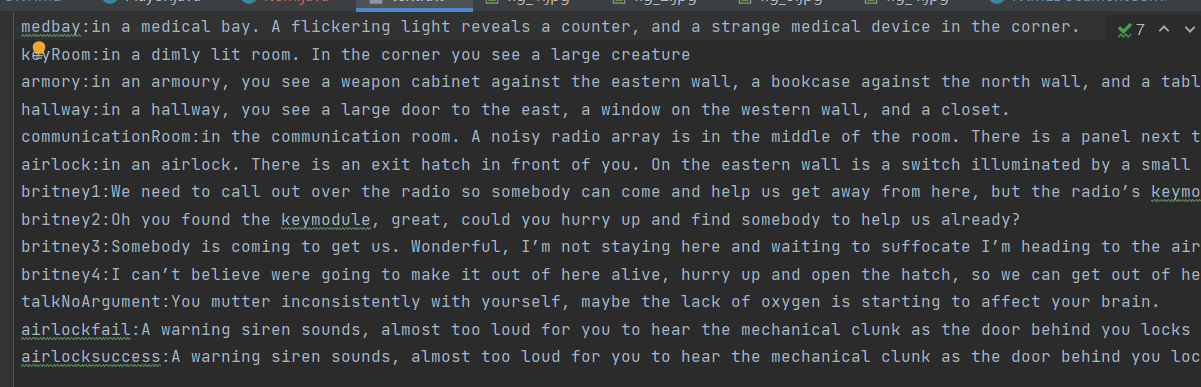 medbay:in a medical bay. A flickering light reveals a counter, and a strange medical device in the corner.
7
keyRoom:in a dimly lit room. In the corner you see a large creature
armory:in an armoury, you see a weapon cabinet against the eastern wall, a bookcase against the north wall, and a tabl
hallway:in a hallway, you see a large door to the east, a window on the western wall, and a closet.
communicationRoom:in the communication room. A noisy radio array is in the middle of the room. There is a panel next t
airlock:in an airlock. There is an exit hatch in front of you. On the eastern wall is a switch illuminated by a small
britney1:We need to call out over the radio so somebody can come and help us get away from here, but the radio’s keymo
britney2:Oh you found the keymodule, great, could you hurry up and find somebody to help us already?
britney3:Somebody is coming to get us. Wonderful, I’m not staying here and waiting to suffocate I’m heading to the air
britney4:I can’t believe were going to make it out of here alive, hurry up and open the hatch, so we can get out of he
talkNoArgument:You mutter inconsistently with yourself, maybe the lack of oxygen is starting to affect your brain.
airlockfail:A warning siren sounds, almost too loud for you to hear the mechanical clunk as the door behind you locks
airlocksuccess:A warning siren sounds, almost too loud for you to hear the mechanical clunk as the door behind you loc